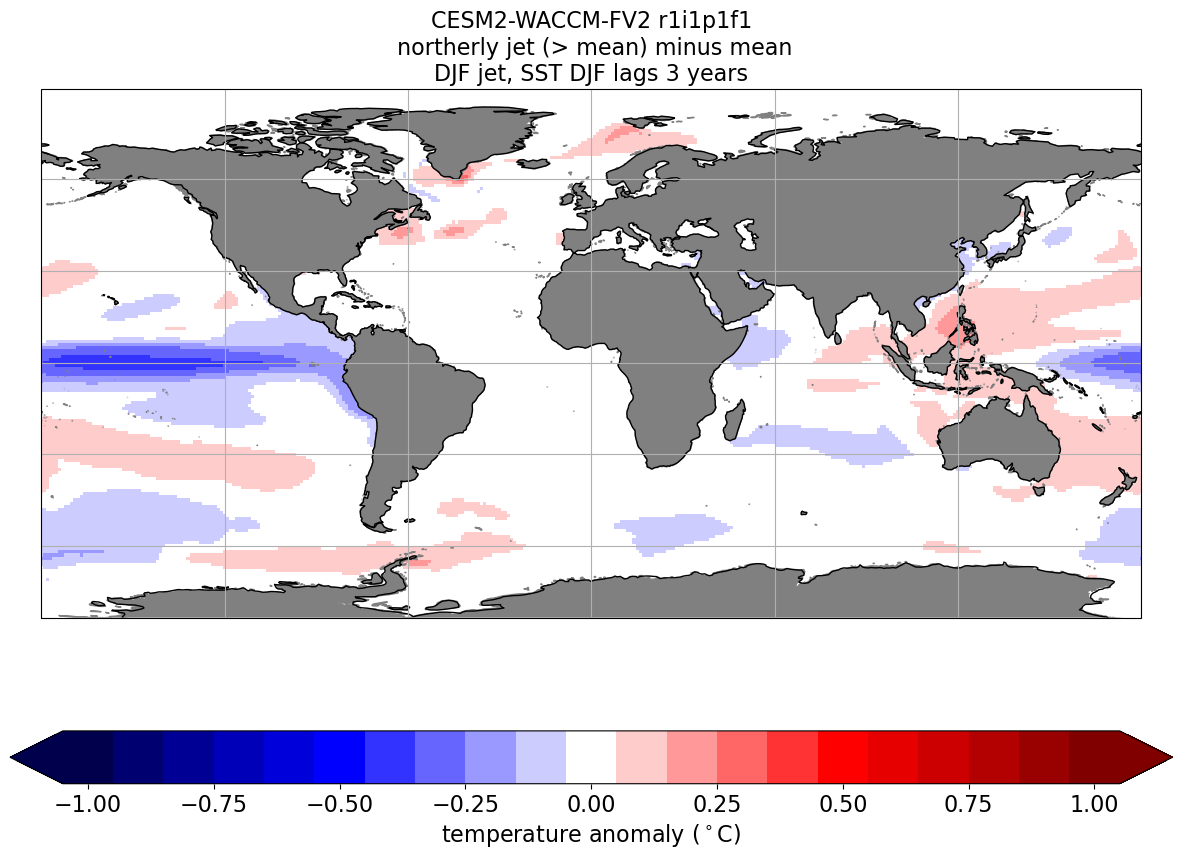 CESM2-WACCM-FV2 r1i1p1f1
northerly jet (> mean) minus mean
DJF jet, SST DJF lags 3 years
−1.00 −0.75 −0.50 −0.25 0.00 0.25 0.50 0.75 1.00
temperature anomaly (°C)